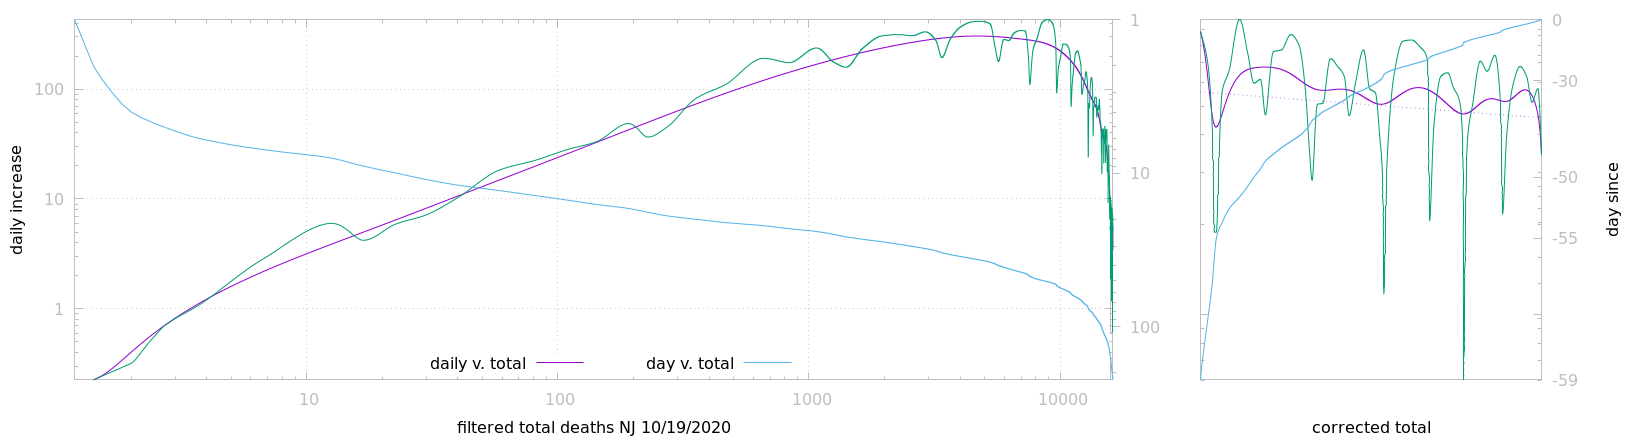 daily increase
100
10
1
10
100
1000
10000
1
10
100
daily v. total
day v. total
filtered total deaths NJ 10/19/2020
0
-30
-50
-55
-59
day since
corrected total